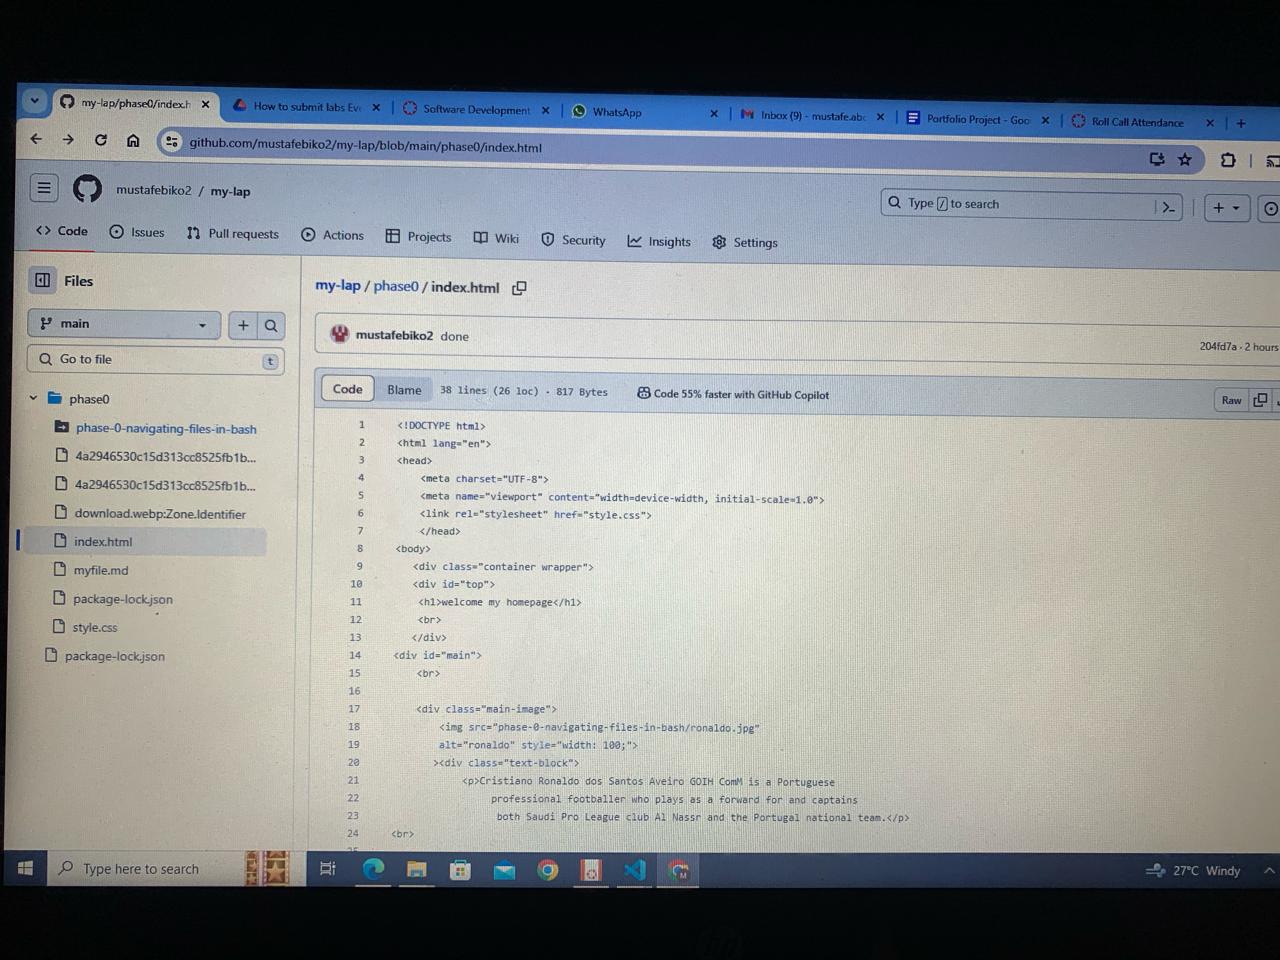 my-lap/phase0/index.h
How to submit labs Eve
Software Development
WhatsApp
Inbox (9) - mustafe.abc
Portfolio Project - Goo
Roll Call Attendance
github.com/mustafebiko2/my-lap/blob/main/phase0/index.html
mustafebiko2 / my-lap
Type / to search
Code
Issues
Pull requests
Actions
Projects
Wiki
Security
Insights
Settings
Files
main
Go to file
t
phase0
phase-0-navigating-files-in-bash
4a2946530c15d313cc8525fb1b...
4a2946530c15d313cc8525fb1b...
download.webp:Zone.Identifier
index.html
myfile.md
package-lock.json
style.css
package-lock.json
my-lap / phase0 / index.html
mustafebiko2 done
204fd7a · 2 hours
Code
Blame
38 lines (26 loc) · 817 Bytes
Code 55% faster with GitHub Copilot
Raw
1 <!DOCTYPE html>
2 <html lang="en">
3 <head>
4 <meta charset="UTF-8">
5 <meta name="viewport" content="width=device-width, initial-scale=1.0">
6 <link rel="stylesheet" href="style.css">
7 </head>
8 <body>
9 <div class="container wrapper">
10 <div id="top">
11 <h1>welcome my homepage</h1>
12 <br>
13 </div>
14 <div id="main">
15 <br>
16
17 <div class="main-image">
18 <img src="phase-0-navigating-files-in-bash/ronaldo.jpg"
19 alt="ronaldo" style="width: 100;">
20 ><div class="text-block">
21 <p>Cristiano Ronaldo dos Santos Aveiro GOIH ComM is a Portuguese
22 professional footballer who plays as a forward for and captains
23 both Saudi Pro League club Al Nassr and the Portugal national team.</p>
24 <br>
Type here to search
27°C Windy